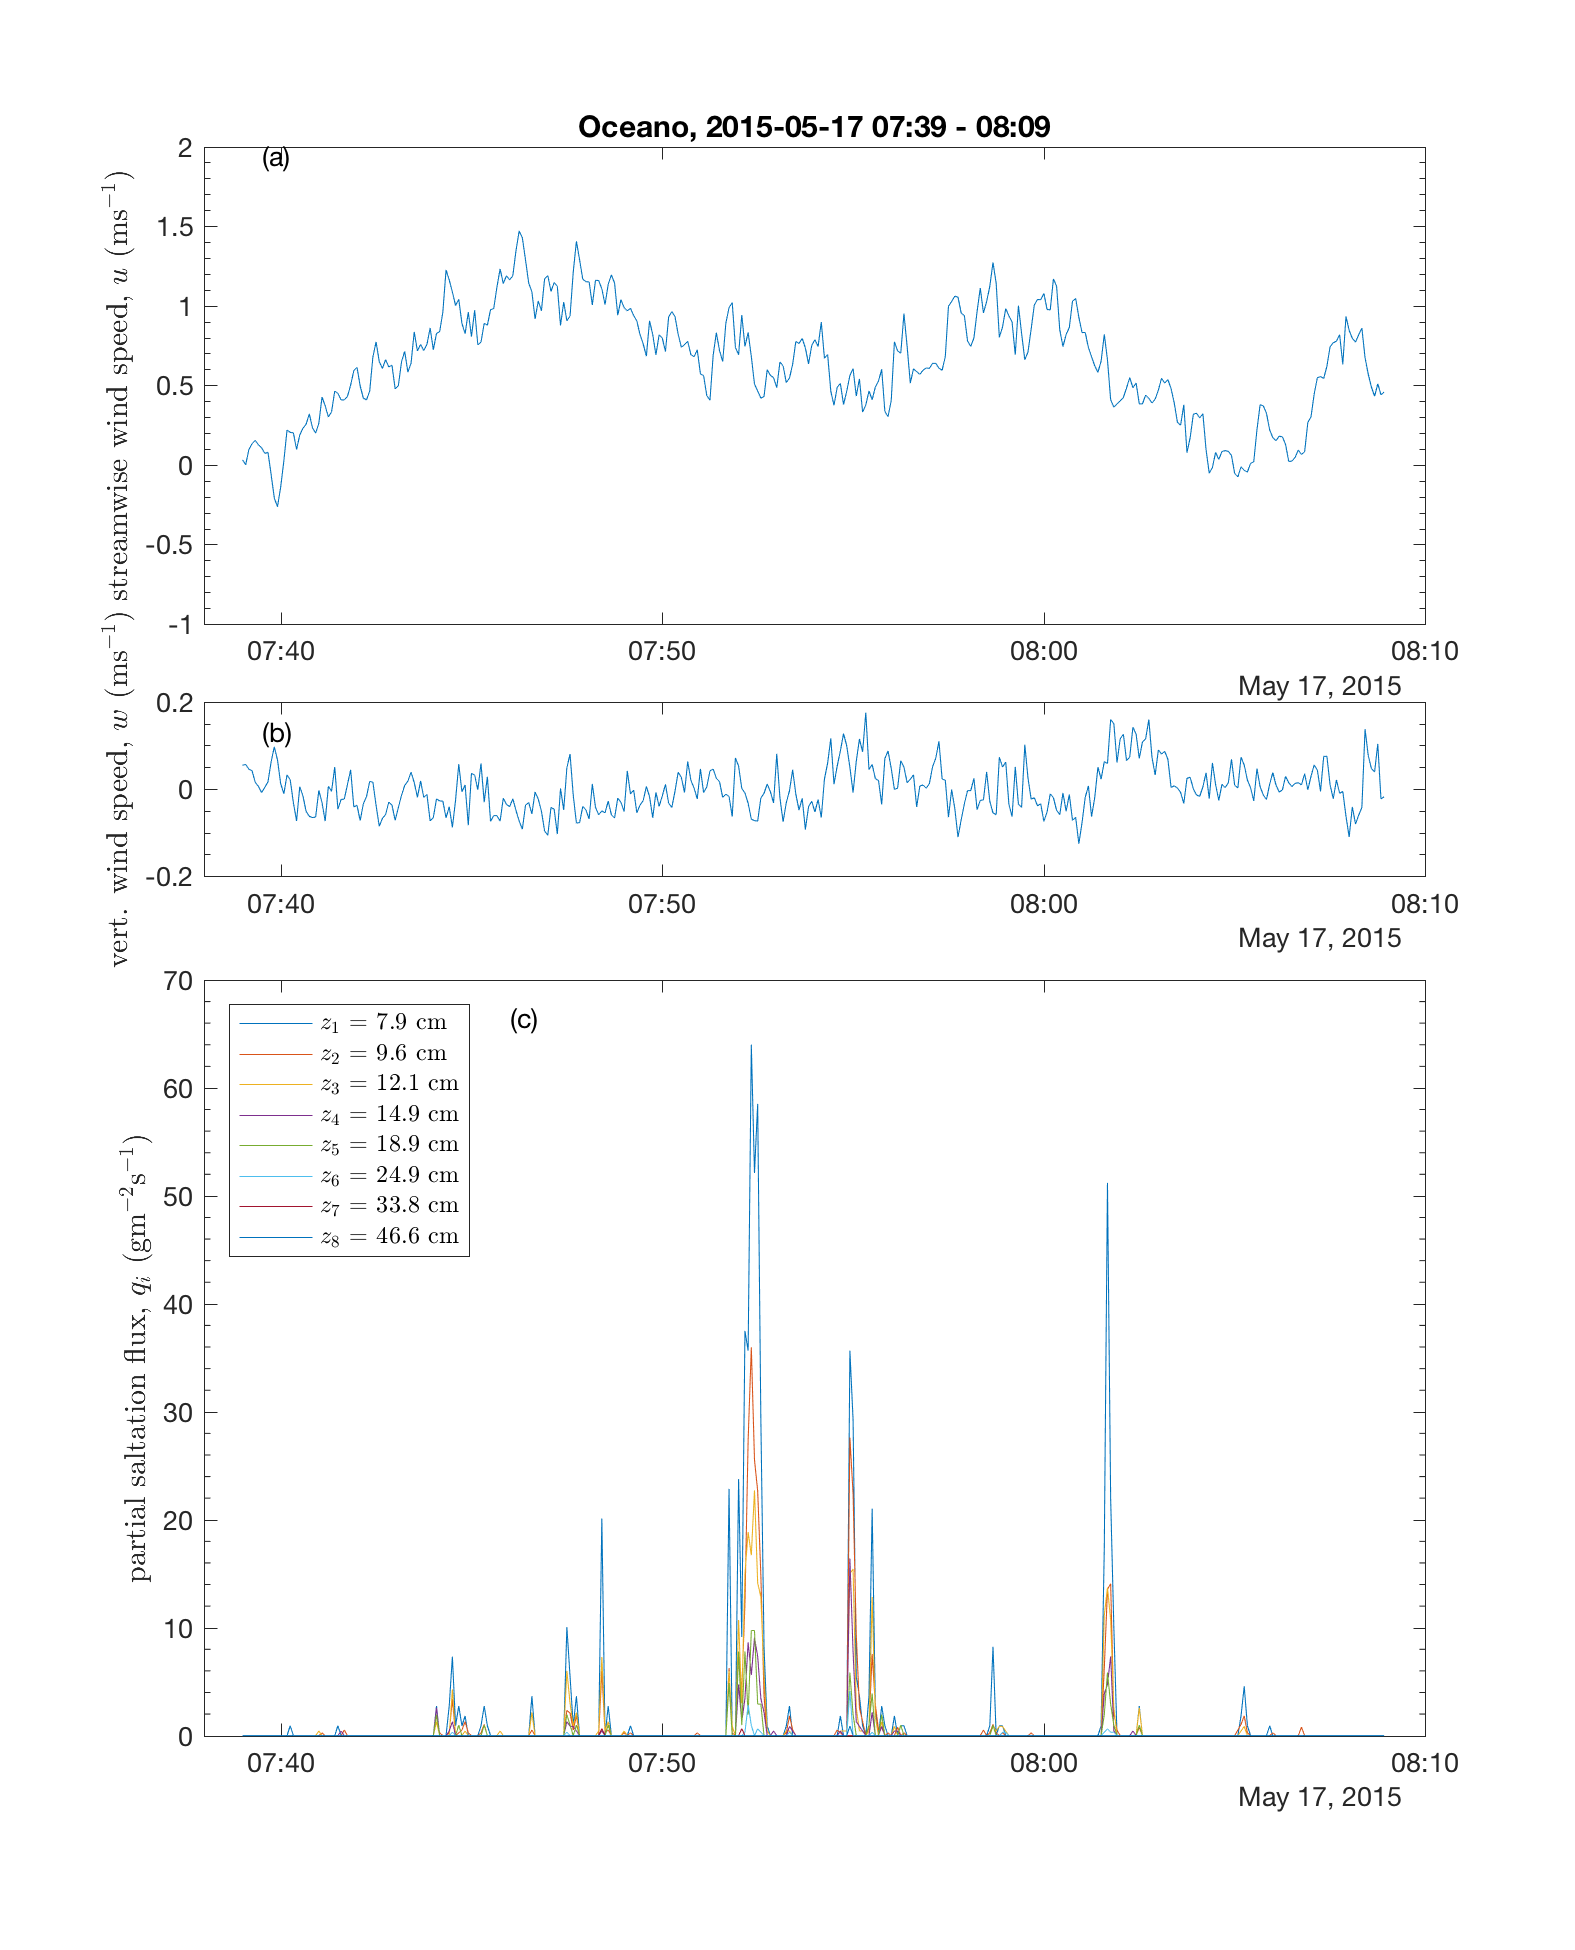 Oceano, 2015-05-17 07:39 - 08:09
(a)
streamwise wind speed, u (ms⁻¹)
2
1.5
1
0.5
0
-0.5
-1
07:40 07:50 08:00 08:10
May 17, 2015
(b)
vert. wind speed, w (ms⁻¹)
0.2
0
-0.2
07:40 07:50 08:00 08:10
May 17, 2015
(c)
partial saltation flux, qᵢ (gm⁻²s⁻¹)
70
60
50
40
30
20
10
0
z₁ = 7.9 cm
z₂ = 9.6 cm
z₃ = 12.1 cm
z₄ = 14.9 cm
z₅ = 18.9 cm
z₆ = 24.9 cm
z₇ = 33.8 cm
z₈ = 46.6 cm
07:40 07:50 08:00 08:10
May 17, 2015